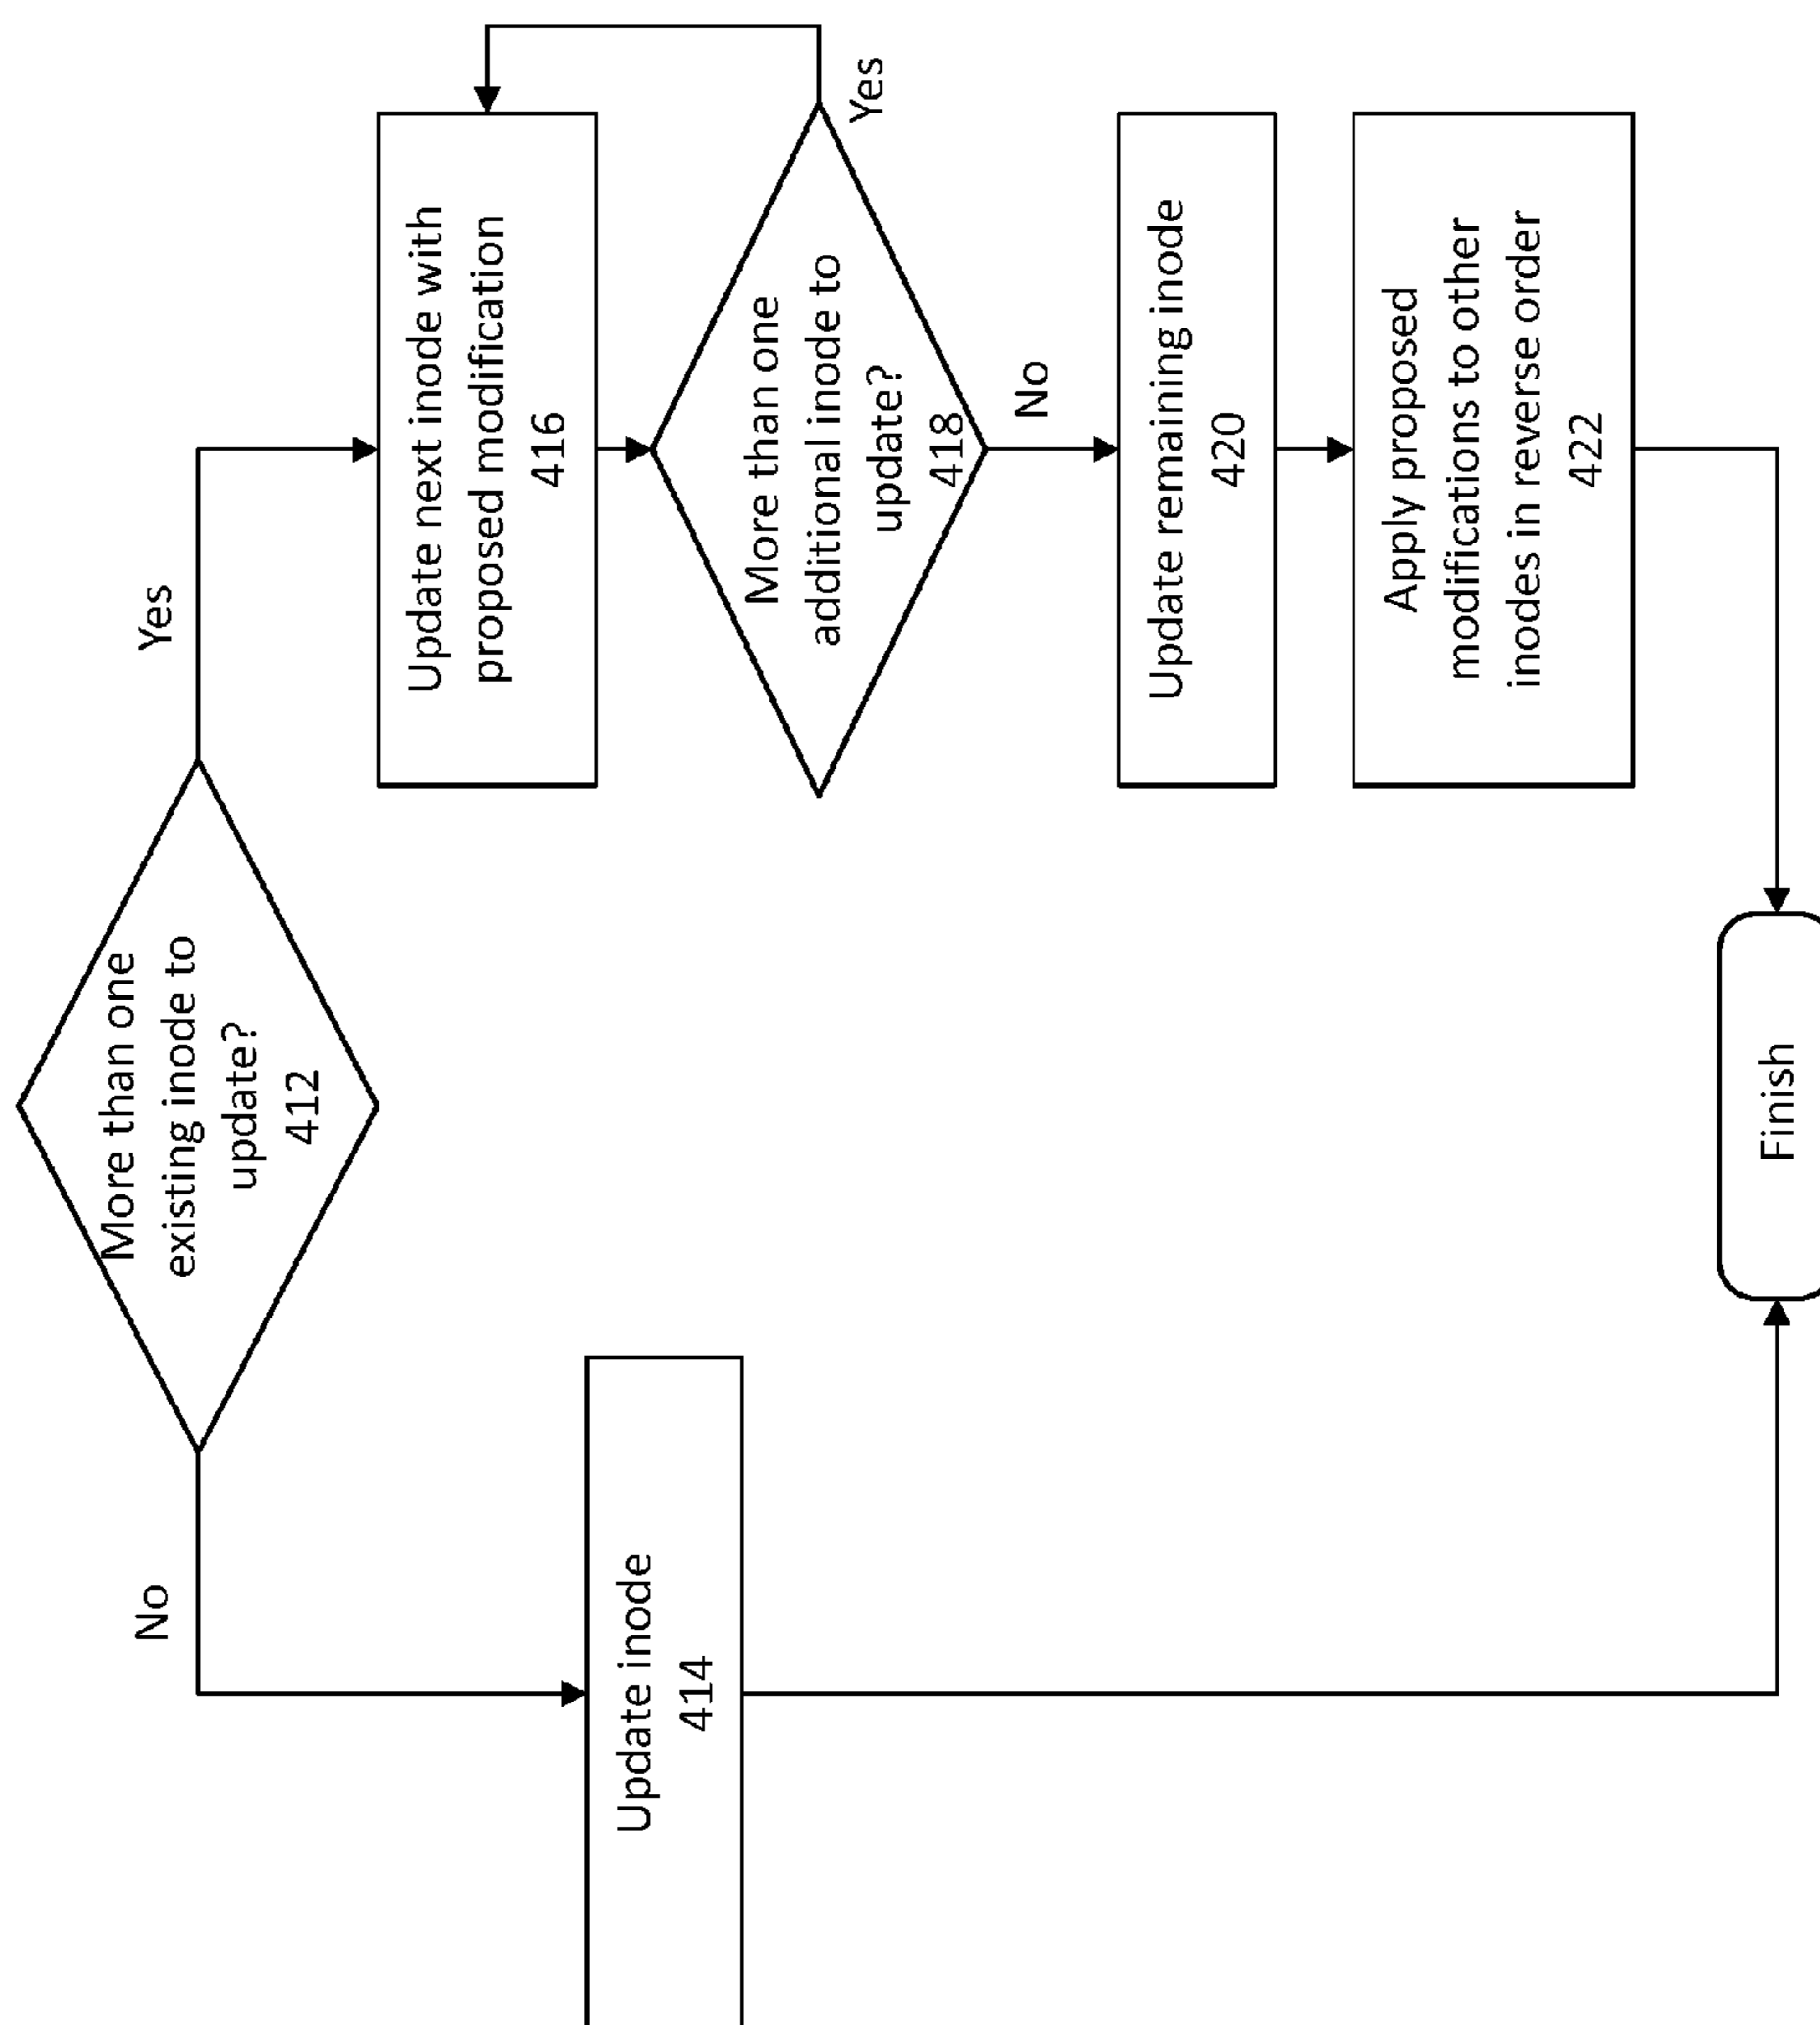 More than one
existing inode to
update?
412
No
Yes
Update inode
414
Update next inode with
proposed modification
416
More than one
additional inode to
update?
418
Yes
No
Update remaining inode
420
Apply proposed
modifications to other
inodes in reverse order
422
Finish